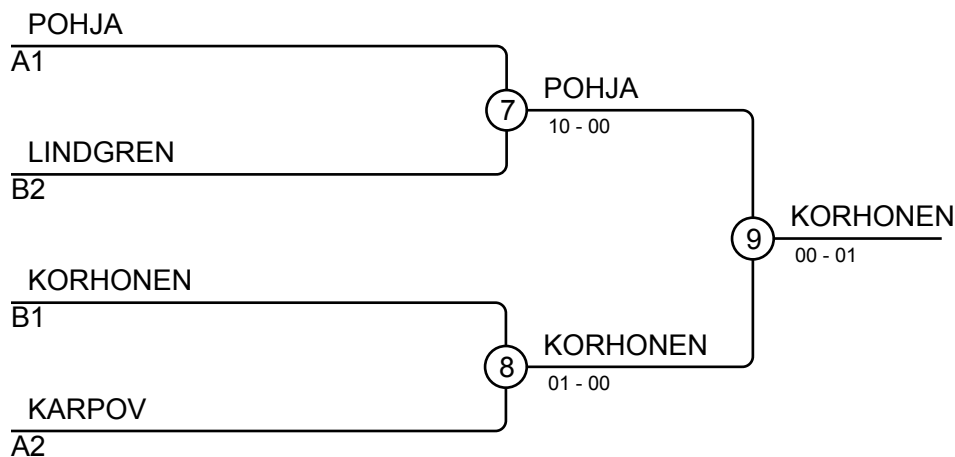 POHJA
A1
7
POHJA
10 - 00
LINDGREN
B2
9
KORHONEN
00 - 01
KORHONEN
B1
8
KORHONEN
01 - 00
KARPOV
A2